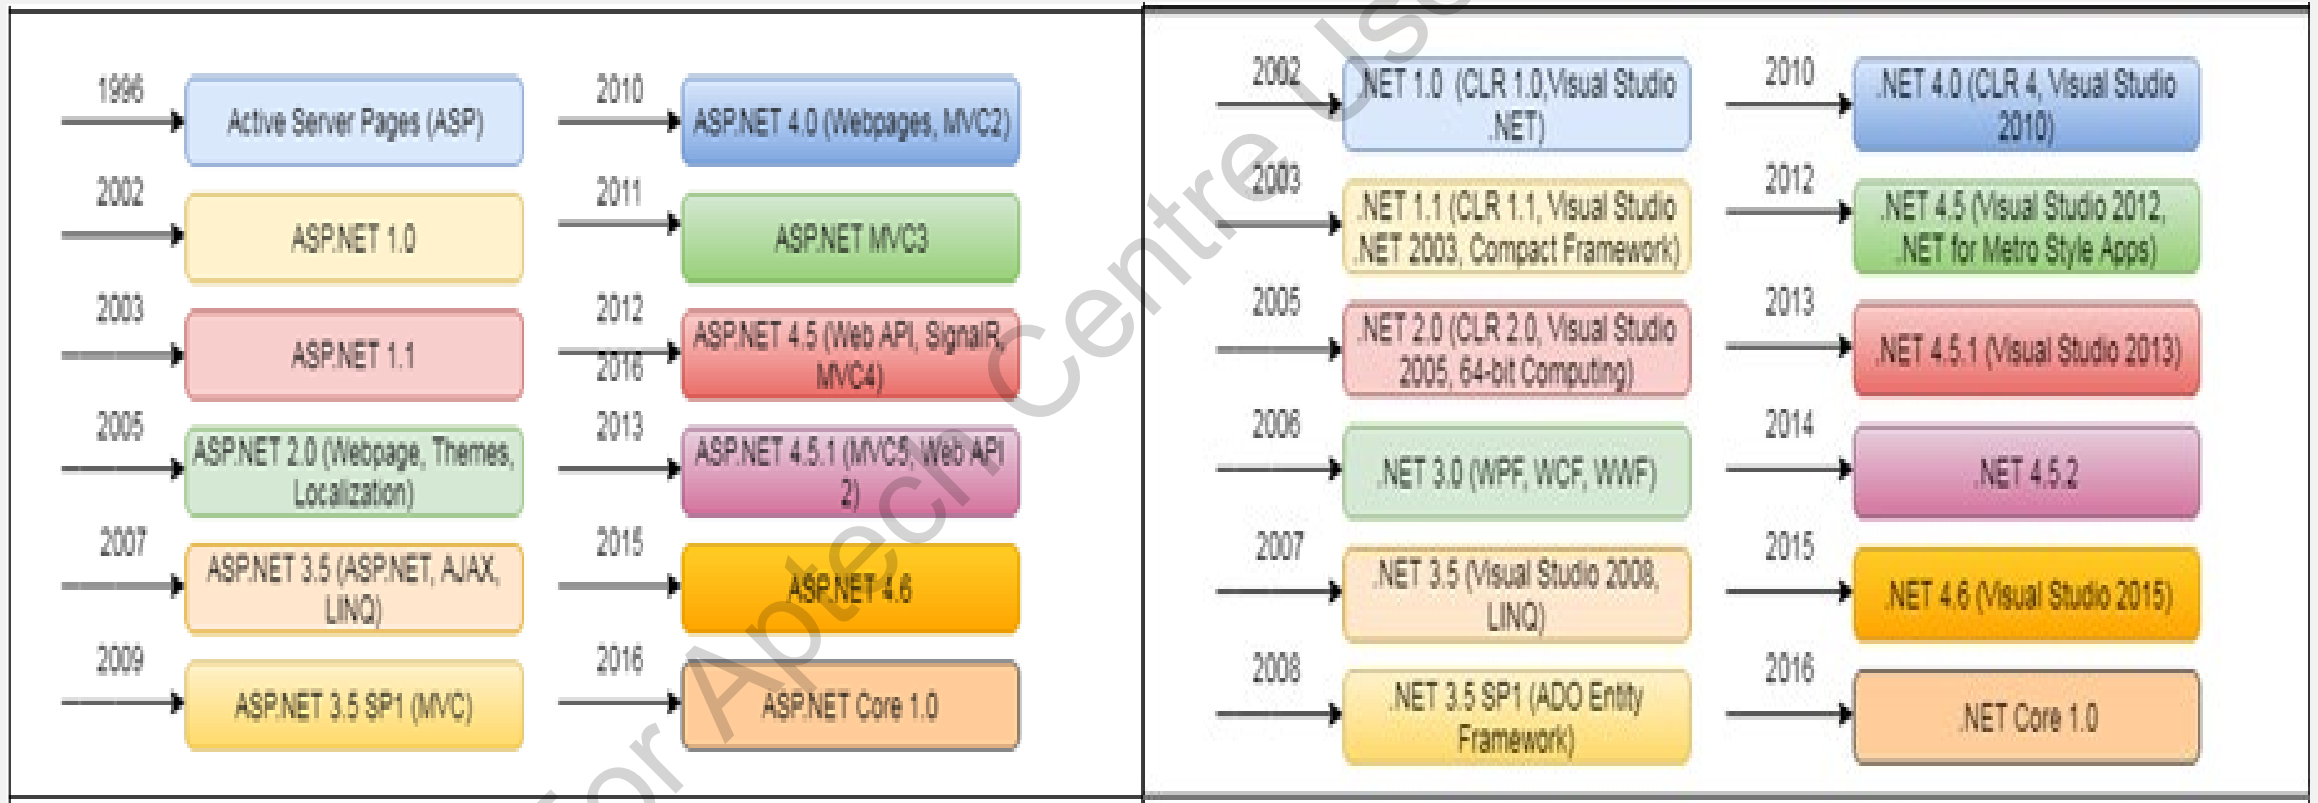 1996
Active Server Pages (ASP)
2002
ASP.NET 1.0
2003
ASP.NET 1.1
2005
ASP.NET 2.0 (Webpage, Themes,
Localization)
2007
ASP.NET 3.5 (ASP.NET, AJAX,
LINQ)
2009
ASP.NET 3.5 SP1 (MVC)
2010
ASP.NET 4.0 (Webpages, MVC2)
2011
ASP.NET MVC3
2012
2016
ASP.NET 4.5 (Web API, SignalR,
MVC4)
2013
ASP.NET 4.5.1 (MVC5, Web API
2)
2015
ASP.NET 4.6
2016
ASP.NET Core 1.0
2002
.NET 1.0 (CLR 1.0,Visual Studio
.NET)
2003
.NET 1.1 (CLR 1.1, Visual Studio
.NET 2003, Compact Framework)
2005
.NET 2.0 (CLR 2.0, Visual Studio
2005, 64-bit Computing)
2006
.NET 3.0 (WPF, WCF, WWF)
2007
.NET 3.5 (Visual Studio 2008,
LINQ)
2008
.NET 3.5 SP1 (ADO Entity
Framework)
2010
.NET 4.0 (CLR 4, Visual Studio
2010)
2012
.NET 4.5 (Visual Studio 2012,
.NET for Metro Style Apps)
2013
.NET 4.5.1 (Visual Studio 2013)
2014
.NET 4.5.2
2015
.NET 4.6 (Visual Studio 2015)
2016
.NET Core 1.0
For Aptech Centre Use